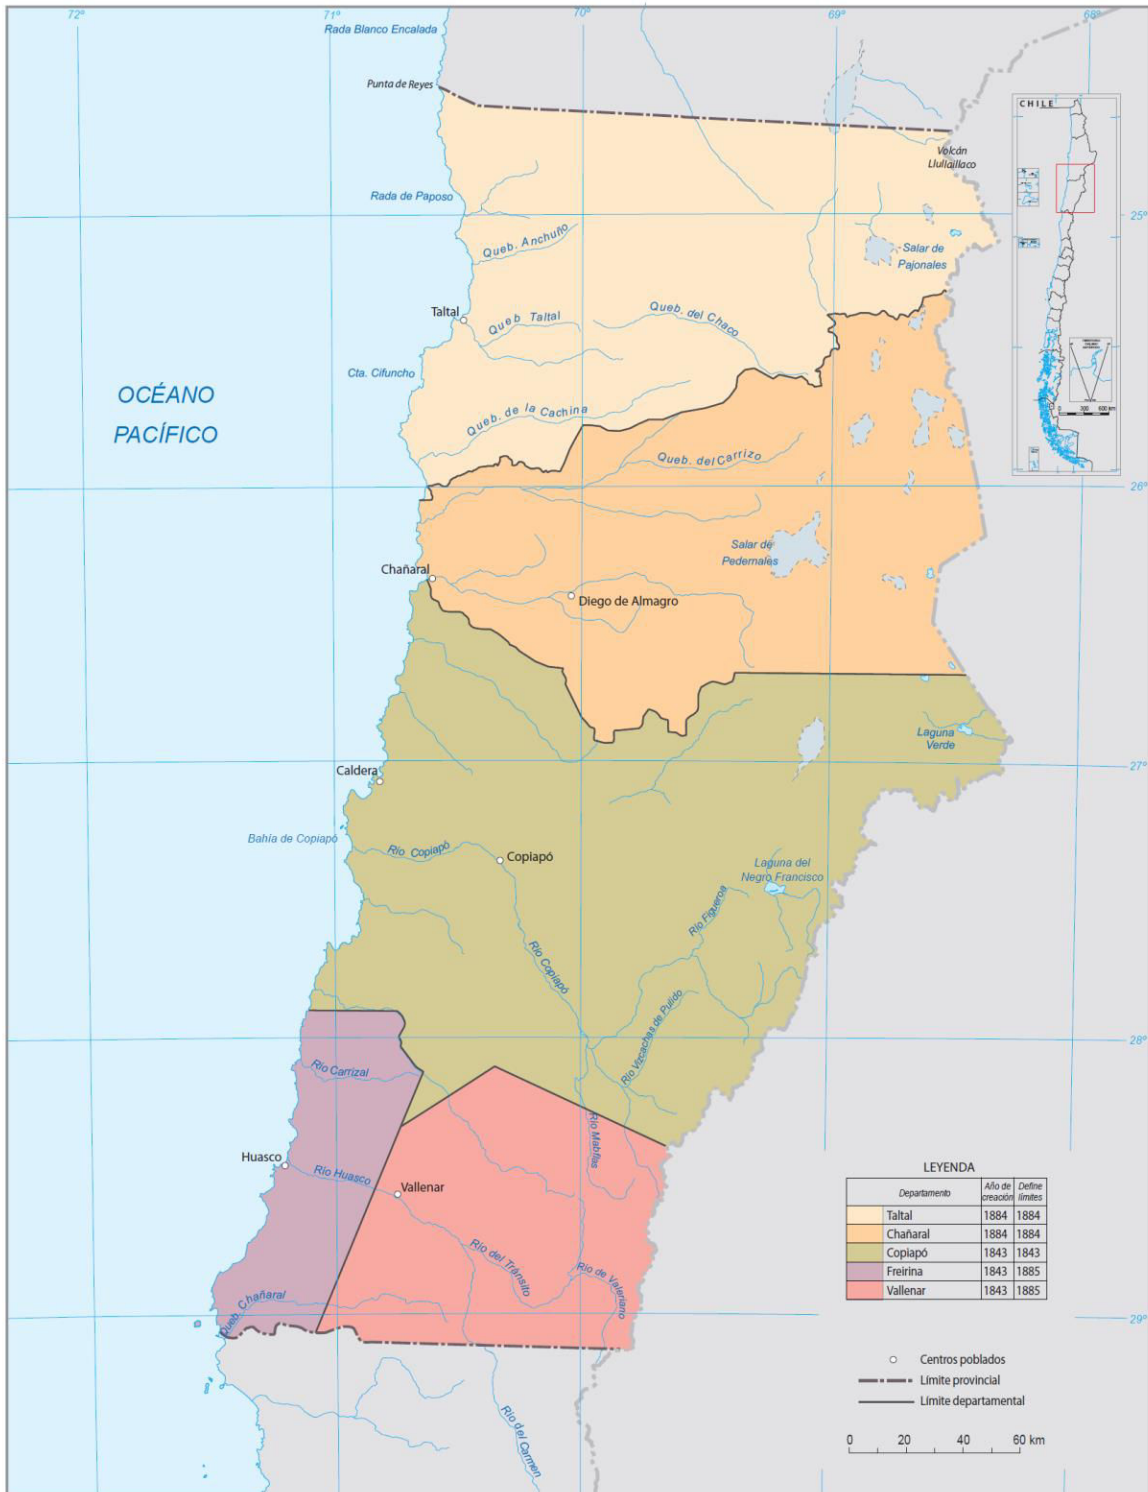 72°
71°
70°
69°
68°
Rada Blanco Encalada
Punta de Reyes
CHILE
Volcán
Llullaillaco
Rada de Paposo
25°
Queb. Anchuño
Salar de
Pajonales
Taltal
Queb Taltal
Queb. del Chaco
Cta. Cifuncho
OCÉANO
PACÍFICO
0 300 600 km
Queb. de la Cachina
Queb. del Carrizo
26°
Salar de
Pedernales
Chañaral
Diego de Almagro
Laguna
Verde
27°
Caldera
Bahía de Copiapó
Río Copiapó
Copiapó
Laguna del
Negro Francisco
Río Figueroa
Río Copiapó
Río Vizcachas de Pulido
28°
Río Carrizal
Río Mabflas
Huasco
Río Huasco
Vallenar
LEYENDA
Departamento Año de creación Define límites
Taltal 1884 1884
Chañaral 1884 1884
Copiapó 1843 1843
Freirina 1843 1885
Vallenar 1843 1885
Río del Tránsito
Río de Valeriano
Queb. Chañaral
29°
Centros poblados
Límite provincial
Límite departamental
Río del Carmen
0 20 40 60 km